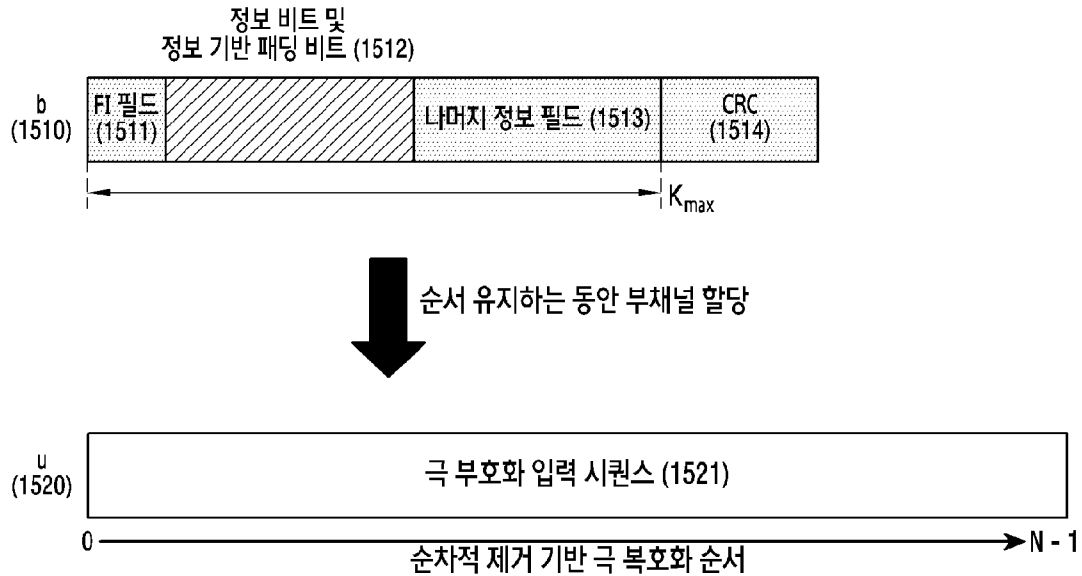 정보 비트 및
정보 기반 패딩 비트 (1512)
b
(1510)
FI 필드
(1511)
나머지 정보 필드 (1513)
CRC
(1514)
Kmax
순서 유지하는 동안 부채널 할당
u
(1520)
극 부호화 입력 시퀀스 (1521)
0
N - 1
순차적 제거 기반 극 복호화 순서